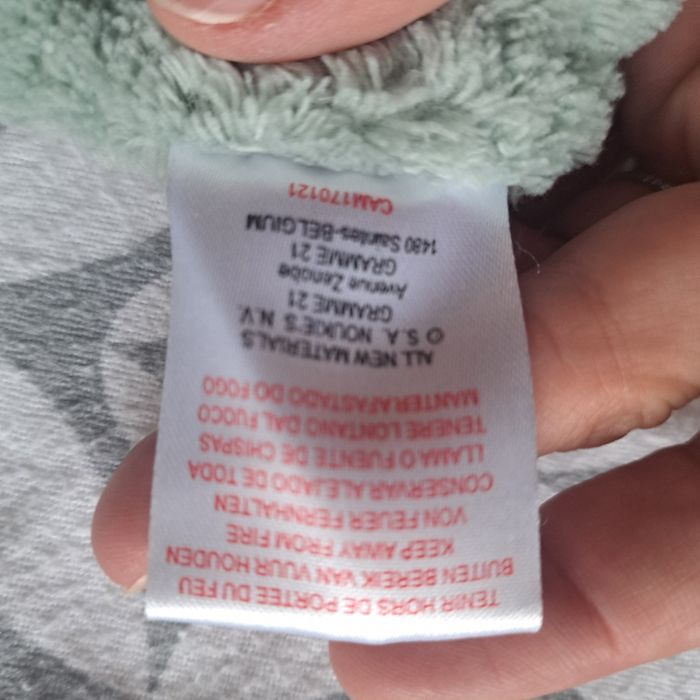 TENIR HORS DE PORTEE DU FEU
BUITEN BEREIK VAN VUUR HOUDEN
KEEP AWAY FROM FIRE
VON FEUER FERNHALTEN
CONSERVAR ALEJADO DE TODA
LLAMA O FUENTE DE CHISPAS
TENERE LONTANO DAL FUOCO
MANTER AFASTADO DO FOGO
ALL NEW MATERIALS
© S.A. NOUKIE'S N.V.
GRAMME 21
Avenue Zenobe
GRAMME 21
1480 Saintes-BELGIUM
CAM170121